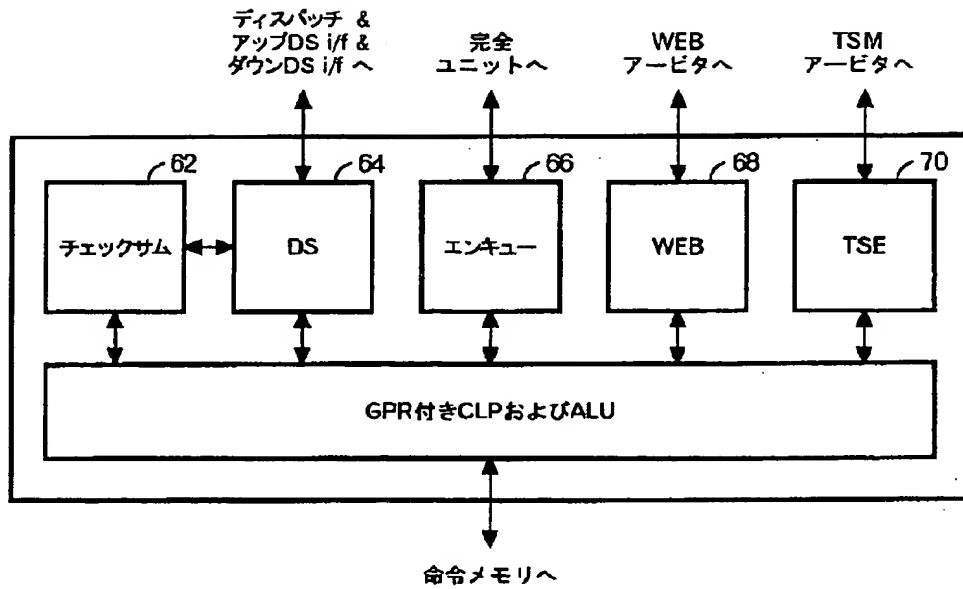 ディスパッチ &
アップDS i/f &
ダウンDS i/f へ
完全
ユニットへ
WEB
アービタへ
TSM
アービタへ
62
64
66
68
70
チェックサム
DS
エンキュー
WEB
TSE
GPR付きCLPおよびALU
命令メモリへ